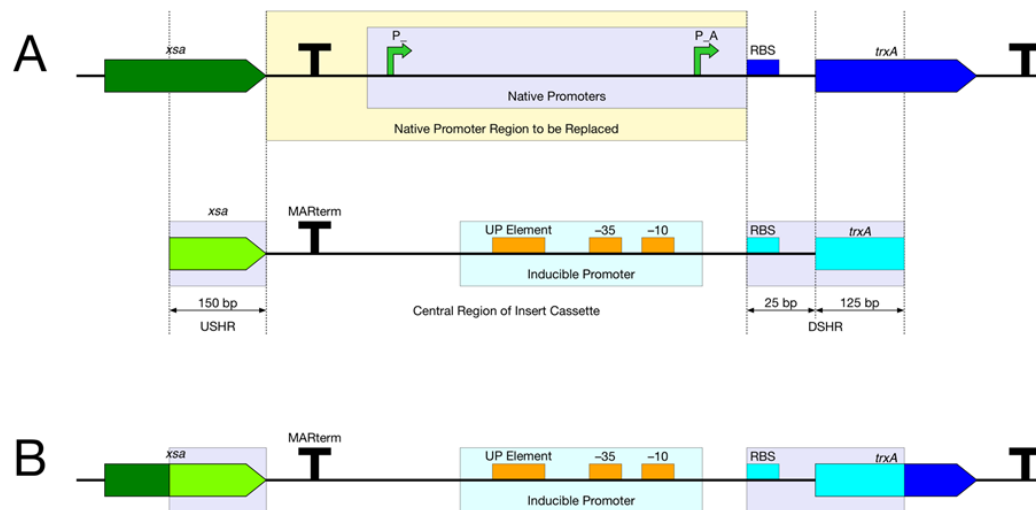 A
xsa
P_
P_A
RBS
trxA
Native Promoters
Native Promoter Region to be Replaced
xsa
MARterm
UP Element
–35
–10
RBS
trxA
Inducible Promoter
150 bp
USHR
Central Region of Insert Cassette
25 bp
125 bp
DSHR
B
xsa
MARterm
UP Element
–35
–10
RBS
trxA
Inducible Promoter